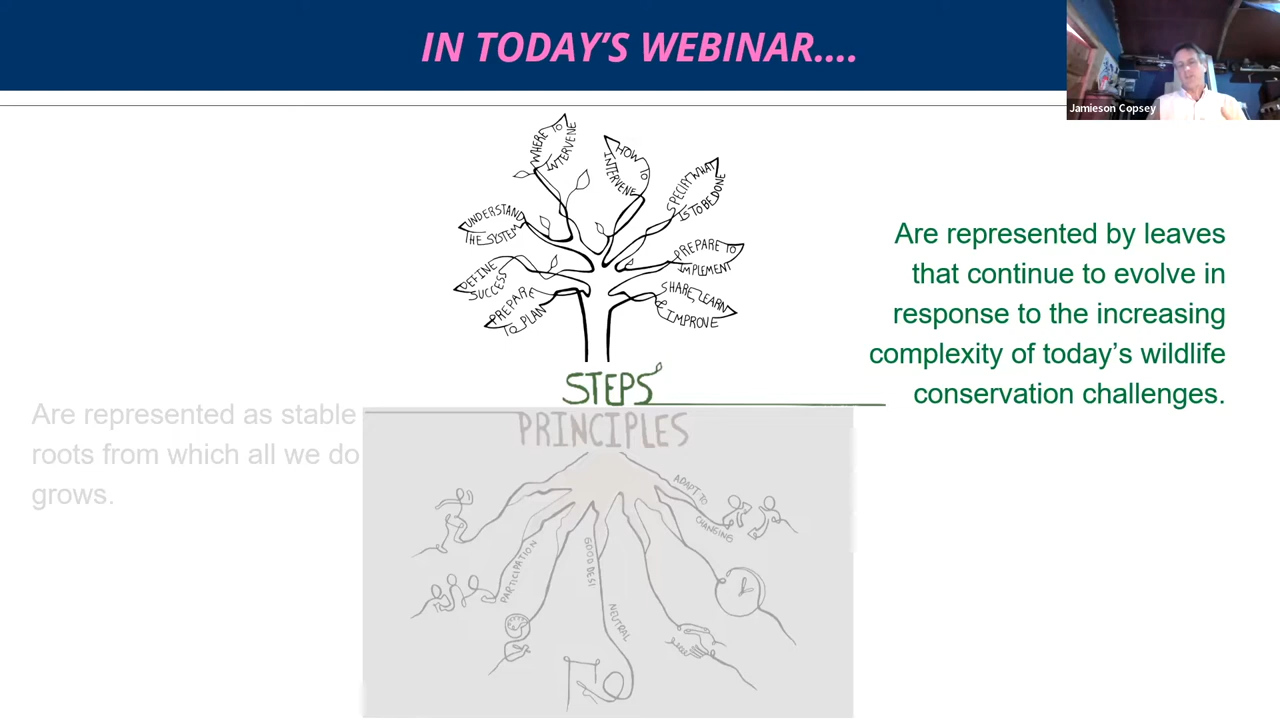 IN TODAY'S WEBINAR....
Jamieson Copsey
WHERE TO
INTERVENE
HOW TO
INTERVENE
SPECIFY WHAT
IS TO BE DONE
UNDERSTAND
THE SYSTEM
PREPARE TO
IMPLEMENT
DEFINE
SUCCESS
SHARE, LEARN
& IMPROVE
PREPARE
TO PLAN
Are represented by leaves
that continue to evolve in
response to the increasing
complexity of today's wildlife
conservation challenges.
STEPS
Are represented as stable
roots from which all we do
grows.
PRINCIPLES
ADAPT TO
CHANGING
PARTICIPATION
GOOD DESI
NEUTRAL